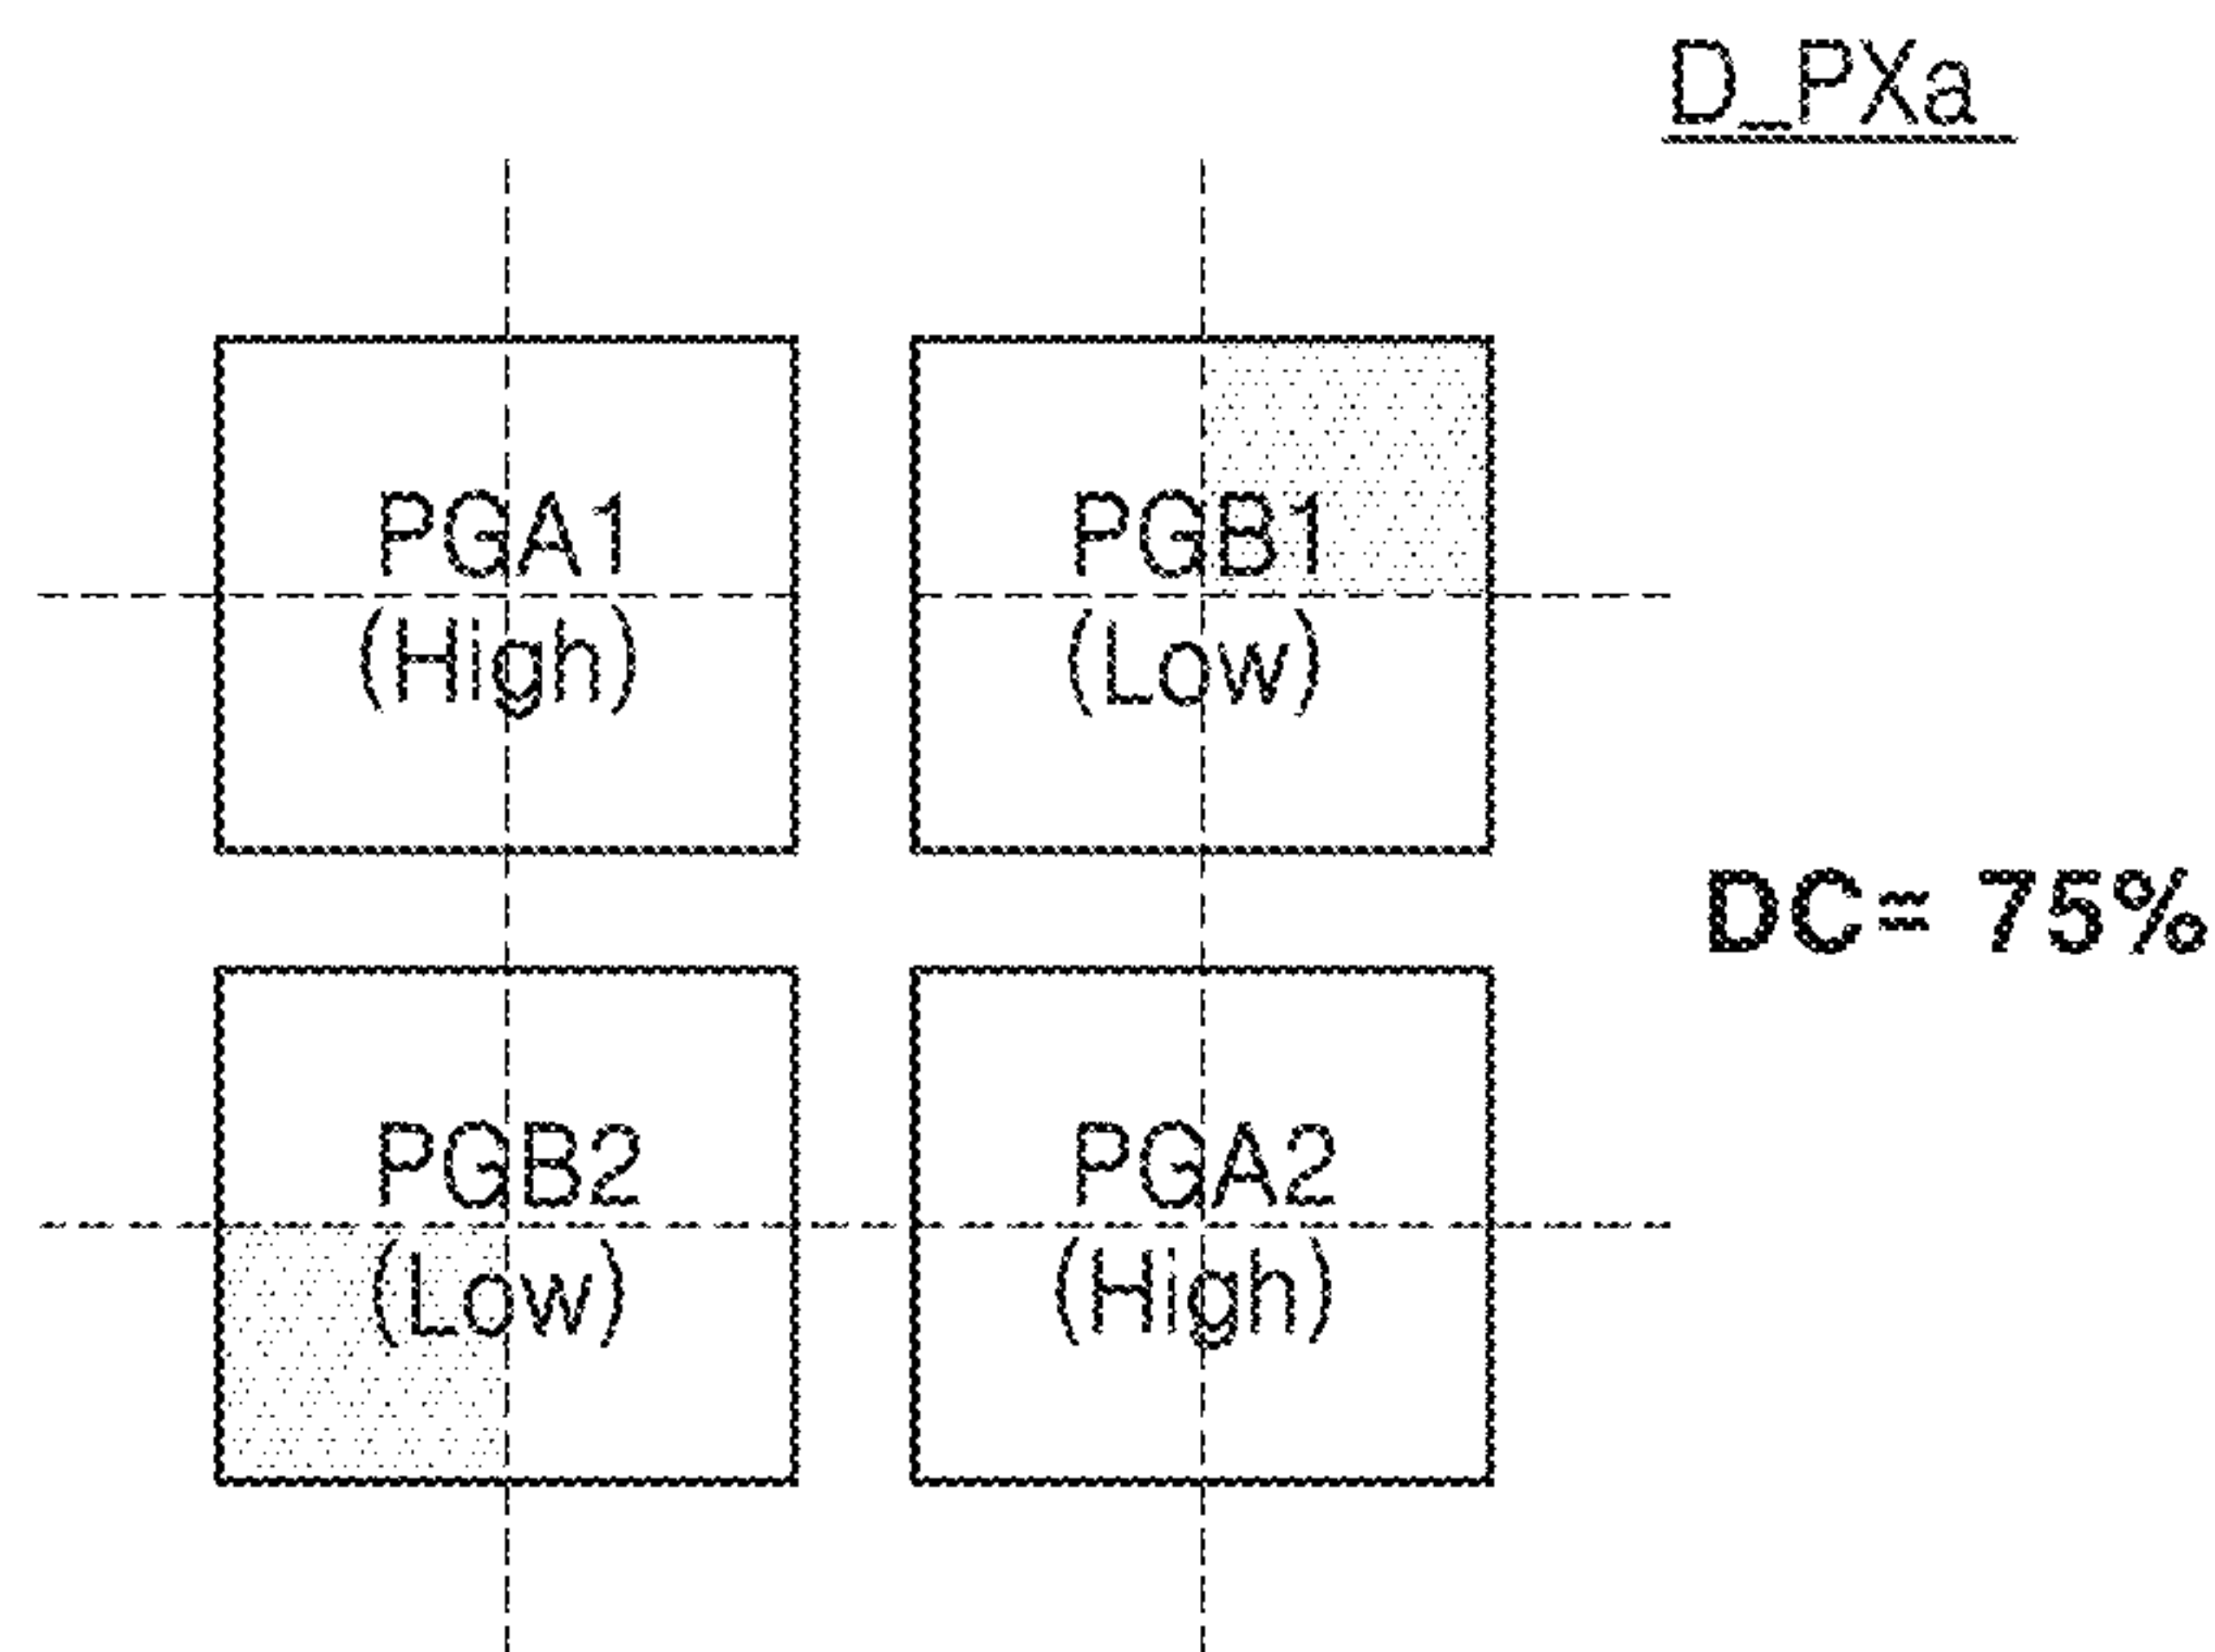 D_PXa
PGA1
(High)
PGB1
(Low)
DC= 75%
PGB2
(Low)
PGA2
(High)